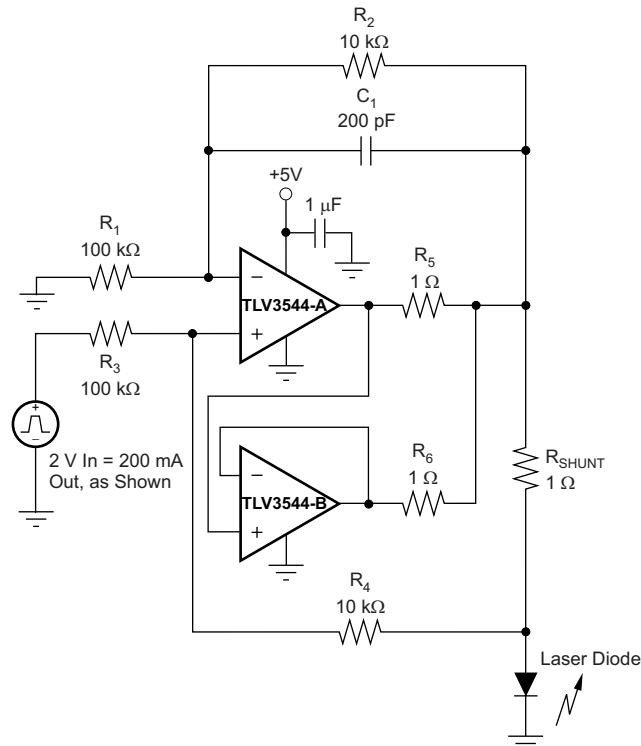 R2
10 kΩ
C1
200 pF
+5V
1 µF
R1
100 kΩ
R5
1 Ω
TLV3544-A
−
+
R3
100 kΩ
+
−
2 V In = 200 mA
Out, as Shown
R6
1 Ω
−
TLV3544-B
+
RSHUNT
1 Ω
R4
10 kΩ
Laser Diode